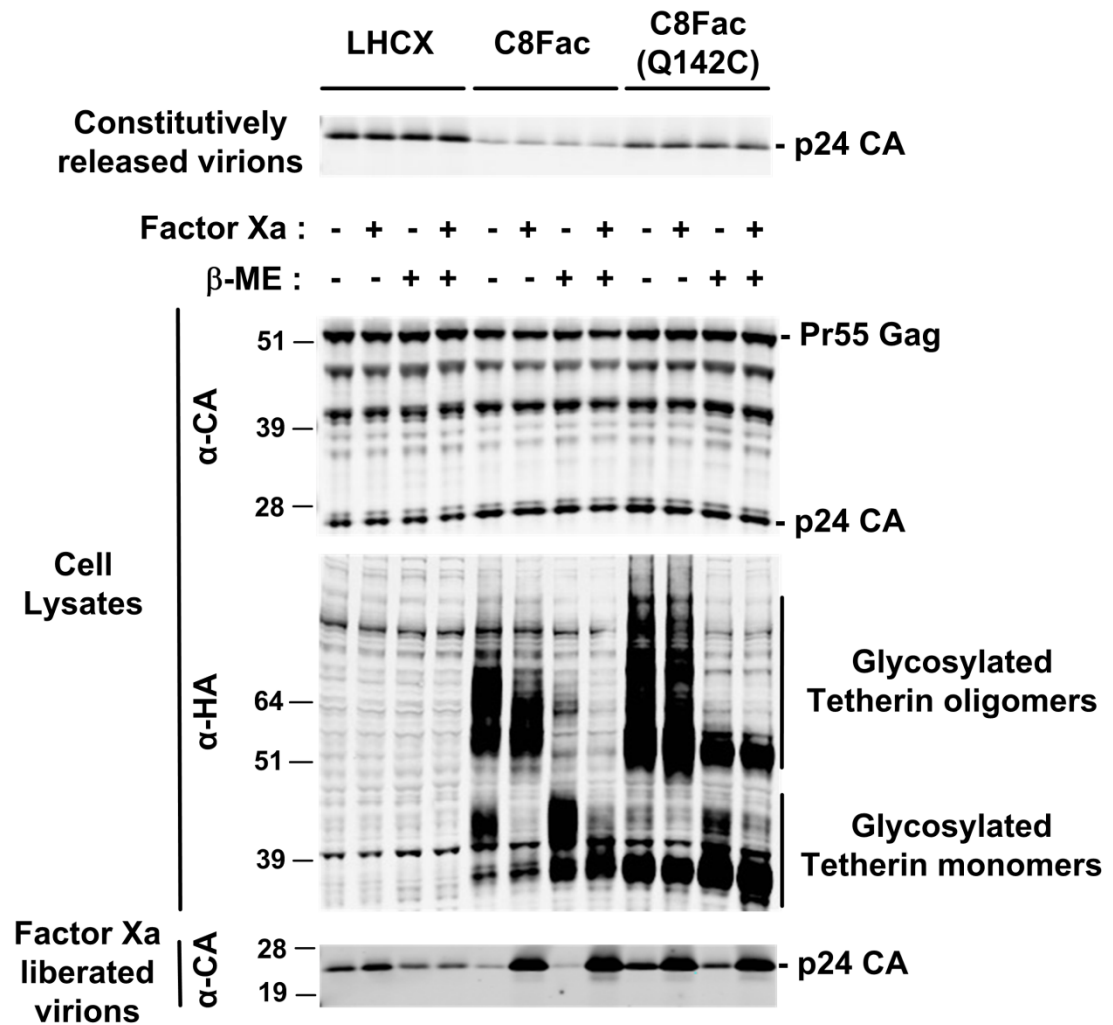 LHCX C8Fac C8Fac
(Q142C)
Constitutively
released virions
- p24 CA
Factor Xa : - + - + - + - + - + - +
β-ME : - - + + - - + + - - + +
Cell
Lysates
α-CA
51
39
28
- Pr55 Gag
- p24 CA
α-HA
64
51
39
Glycosylated
Tetherin oligomers
Glycosylated
Tetherin monomers
Factor Xa
liberated
virions
α-CA
28
19
- p24 CA